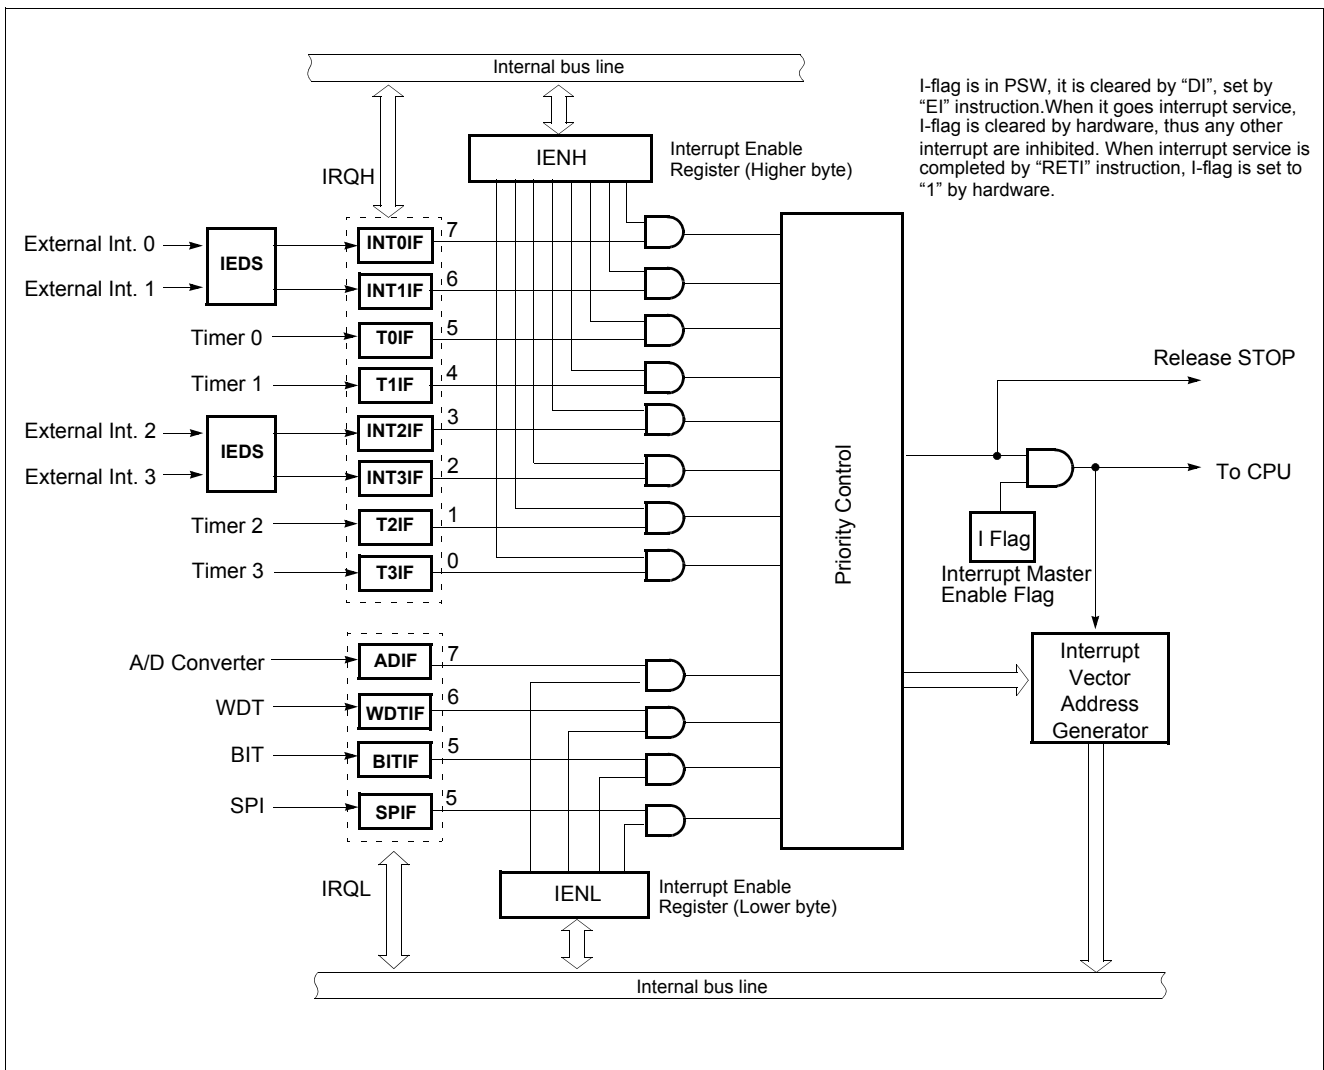 Internal bus line
I-flag is in PSW, it is cleared by “DI”, set by
“EI” instruction.When it goes interrupt service,
I-flag is cleared by hardware, thus any other
interrupt are inhibited. When interrupt service is
completed by “RETI” instruction, I-flag is set to
“1” by hardware.
IENH
Interrupt Enable
Register (Higher byte)
IRQH
External Int. 0
IEDS
INT0IF
7
External Int. 1
INT1IF
6
Timer 0
T0IF
5
Timer 1
T1IF
4
External Int. 2
IEDS
INT2IF
3
External Int. 3
INT3IF
2
Timer 2
T2IF
1
Timer 3
T3IF
0
Priority Control
Release STOP
To CPU
I Flag
Interrupt Master
Enable Flag
A/D Converter
ADIF
7
WDT
WDTIF
6
BIT
BITIF
5
SPI
SPIF
5
Interrupt
Vector
Address
Generator
IRQL
IENL
Interrupt Enable
Register (Lower byte)
Internal bus line